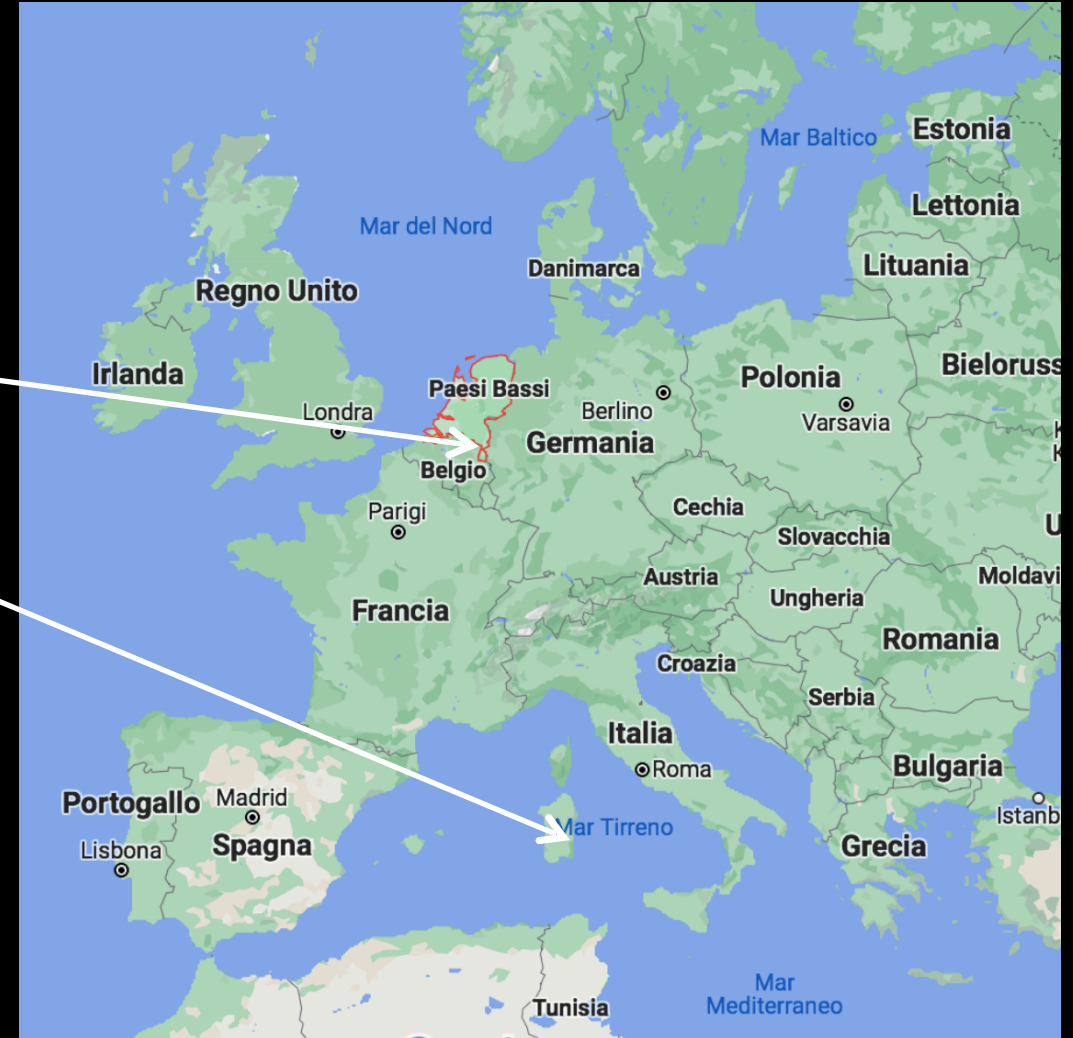 Mar Baltico
Estonia
Lettonia
Mar del Nord
Danimarca
Lituania
Regno Unito
Irlanda
Paesi Bassi
Polonia
Bieloruss
Londra
Berlino
Varsavia
Germania
K
K
Belgio
Parigi
Cechia
Slovacchia
U
Austria
Moldavi
Ungheria
Francia
Romania
Croazia
Serbia
Italia
Roma
Bulgaria
Portogallo
Madrid
Istanb
Mar Tirreno
Spagna
Grecia
Lisbona
Mar
Mediterraneo
Tunisia